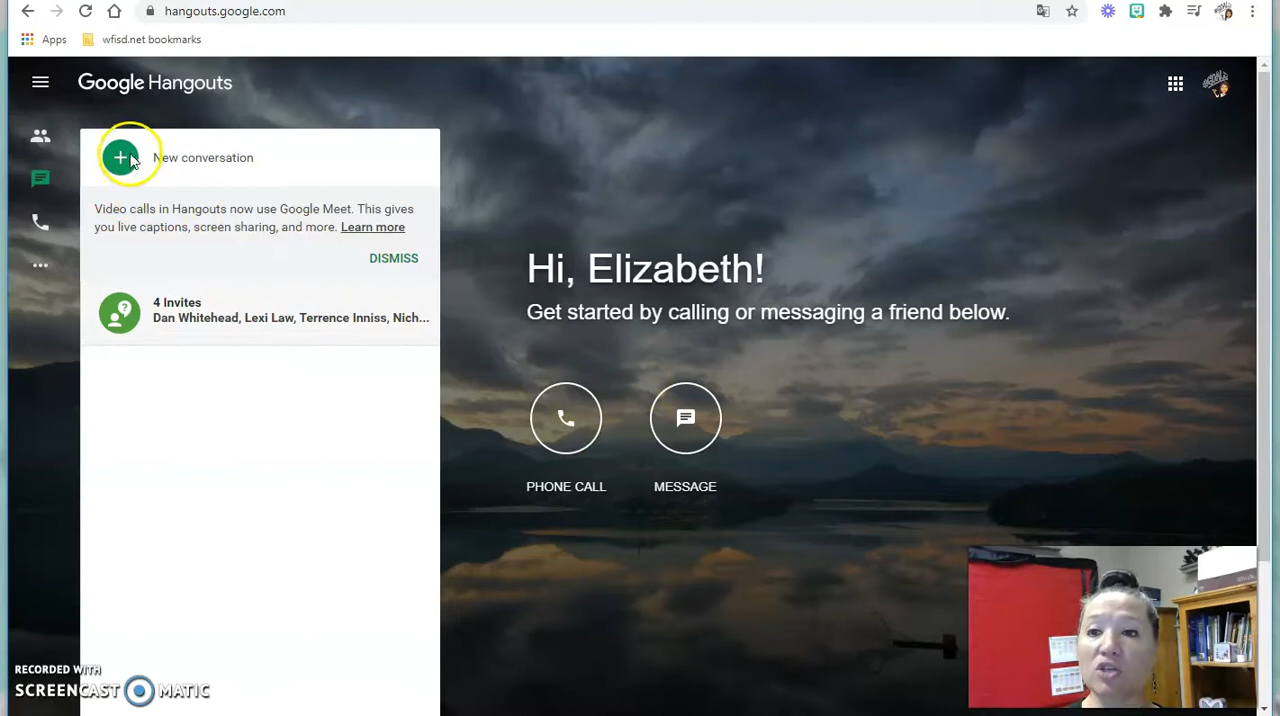 hangouts.google.com
Apps
wfisd.net bookmarks
Google Hangouts
New conversation
Video calls in Hangouts now use Google Meet. This gives
you live captions, screen sharing, and more. Learn more
DISMISS
4 Invites
Dan Whitehead, Lexi Law, Terrence Inniss, Nich...
Hi, Elizabeth!
Get started by calling or messaging a friend below.
PHONE CALL
MESSAGE
RECORDED WITH
SCREENCAST MATIC